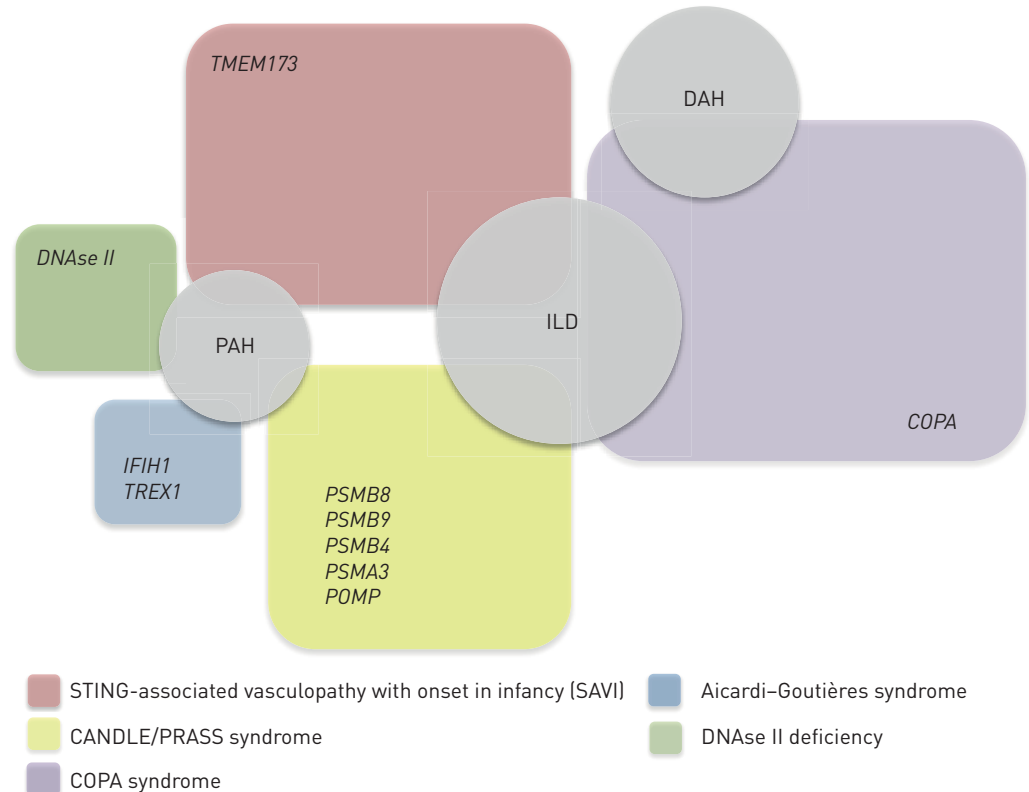 TMEM173
DAH
DNAse II
ILD
PAH
COPA
IFIH1
TREX1
PSMB8
PSMB9
PSMB4
PSMA3
POMP
STING-associated vasculopathy with onset in infancy (SAVI)
CANDLE/PRASS syndrome
COPA syndrome
Aicardi–Goutières syndrome
DNAse II deficiency